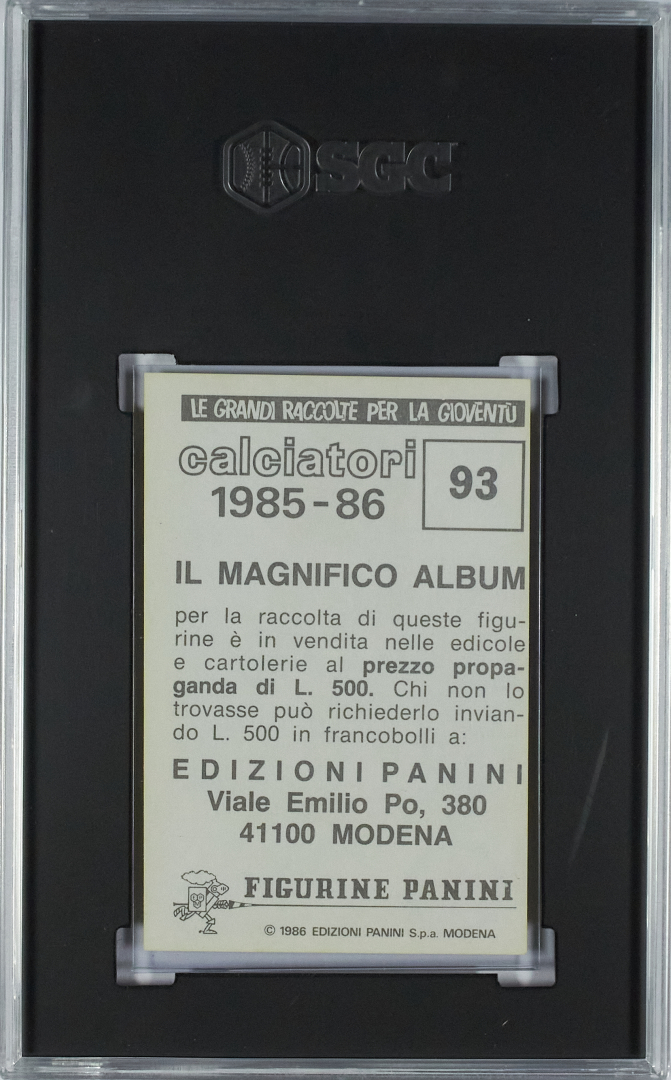 SGC
LE GRANDI RACCOLTE PER LA GIOVENTÙ
calciatori
1985-86
93
IL MAGNIFICO ALBUM
per la raccolta di queste figu-
rine è in vendita nelle edicole
e cartolerie al prezzo propa-
ganda di L. 500. Chi non lo
trovasse può richiederlo invian-
do L. 500 in francobolli a:
EDIZIONI PANINI
Viale Emilio Po, 380
41100 MODENA
FIGURINE PANINI
© 1986 EDIZIONI PANINI S.p.a. MODENA